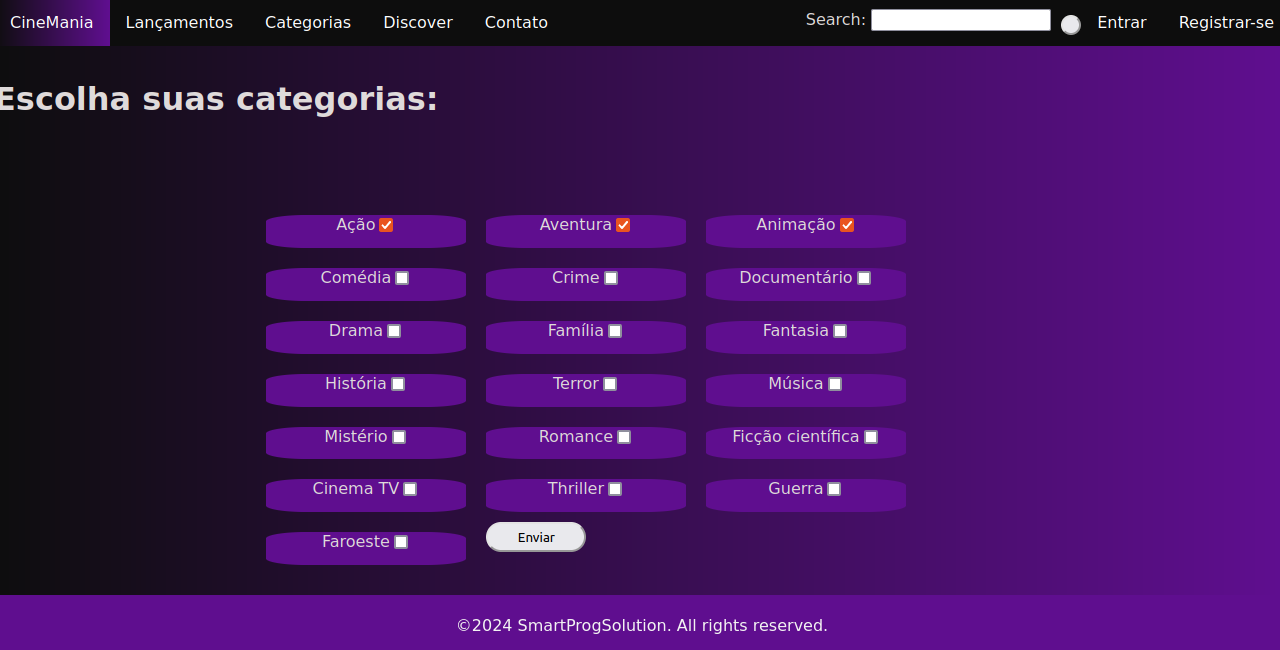 CineMania Lançamentos Categorias Discover Contato Search: Entrar Registrar-se
Escolha suas categorias:
Ação Aventura Animação
Comédia Crime Documentário
Drama Família Fantasia
História Terror Música
Mistério Romance Ficção científica
Cinema TV Thriller Guerra
Faroeste Enviar
©2024 SmartProgSolution. All rights reserved.